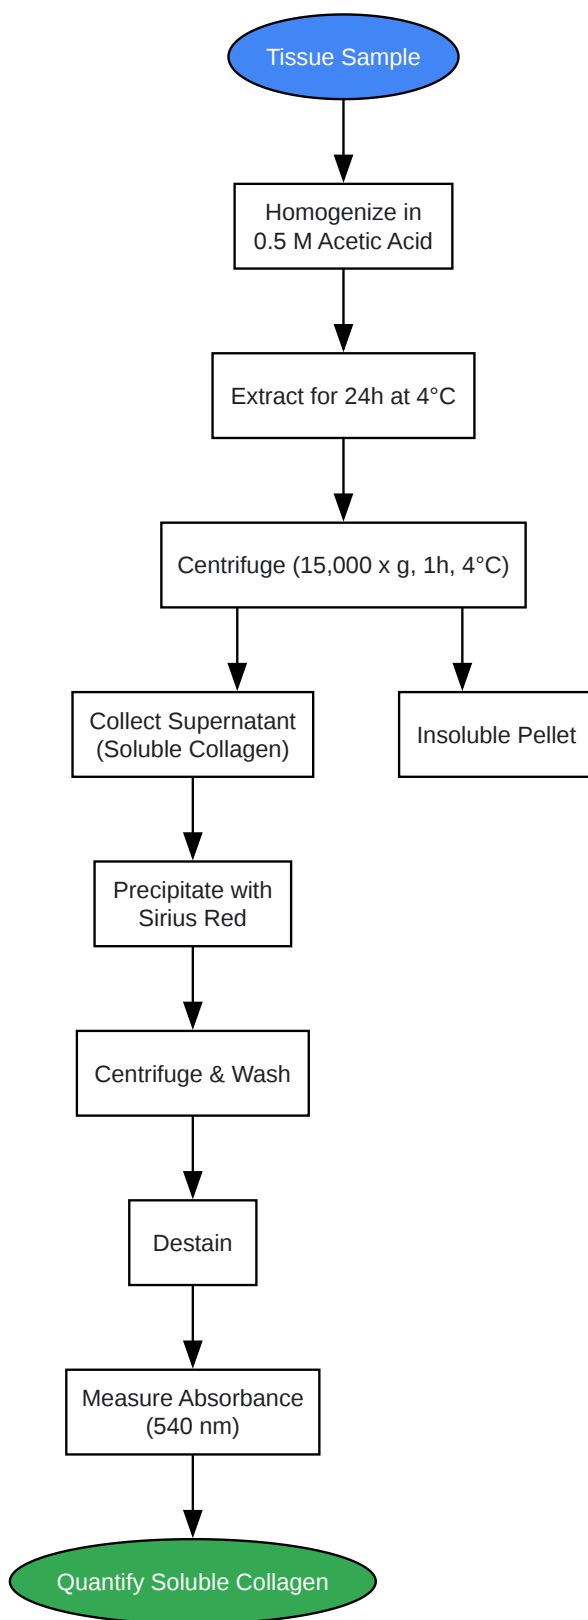 Tissue Sample
Homogenize in
0.5 M Acetic Acid
Extract for 24h at 4°C
Centrifuge (15,000 x g, 1h, 4°C)
Collect Supernatant
(Soluble Collagen)
Insoluble Pellet
Precipitate with
Sirius Red
Centrifuge & Wash
Destain
Measure Absorbance
(540 nm)
Quantify Soluble Collagen